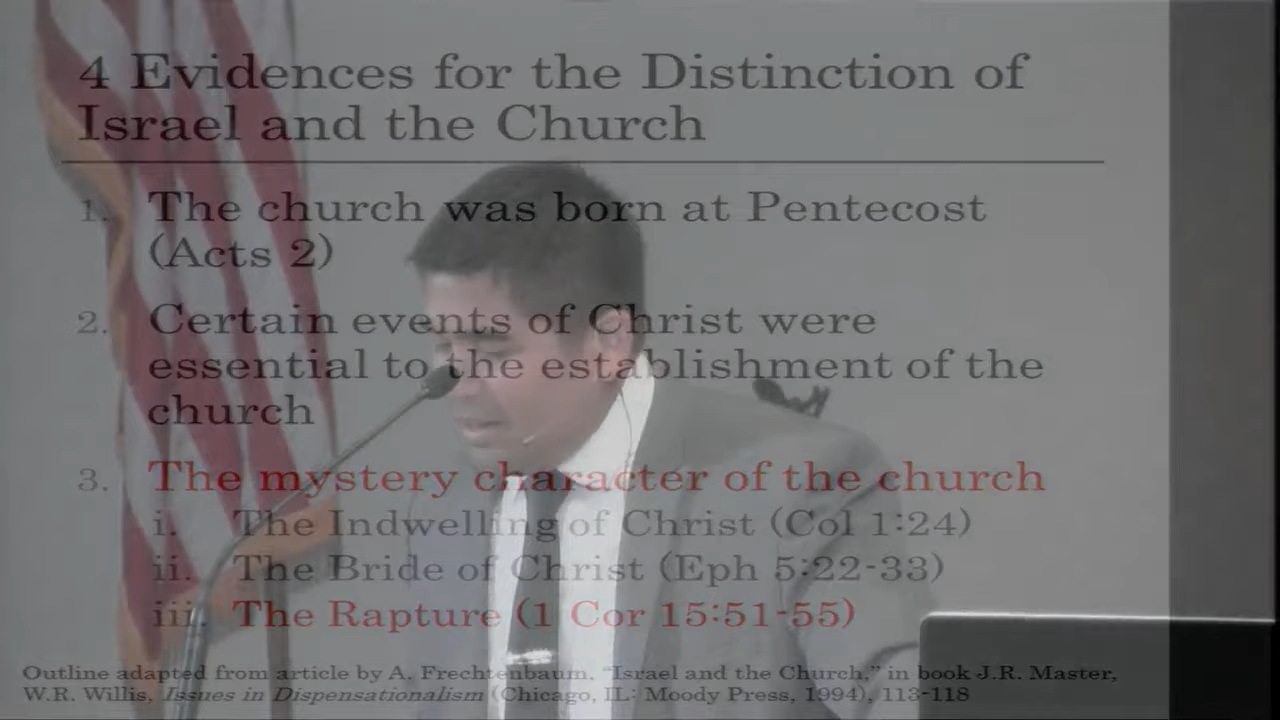 4 Evidences for the Distinction of
Israel and the Church
1. The church was born at Pentecost
(Acts 2)
2. Certain events of Christ were
essential to the establishment of the
church
3. The mystery character of the church
i. The Indwelling of Christ (Col 1:24)
ii. The Bride of Christ (Eph 5:22-33)
iii. The Rapture (1 Cor 15:51-55)
Outline adapted from article by A. Frechtenbaum, "Israel and the Church," in book J.R. Master,
W.R. Willis, Issues in Dispensationalism (Chicago, IL: Moody Press, 1994), 113-118